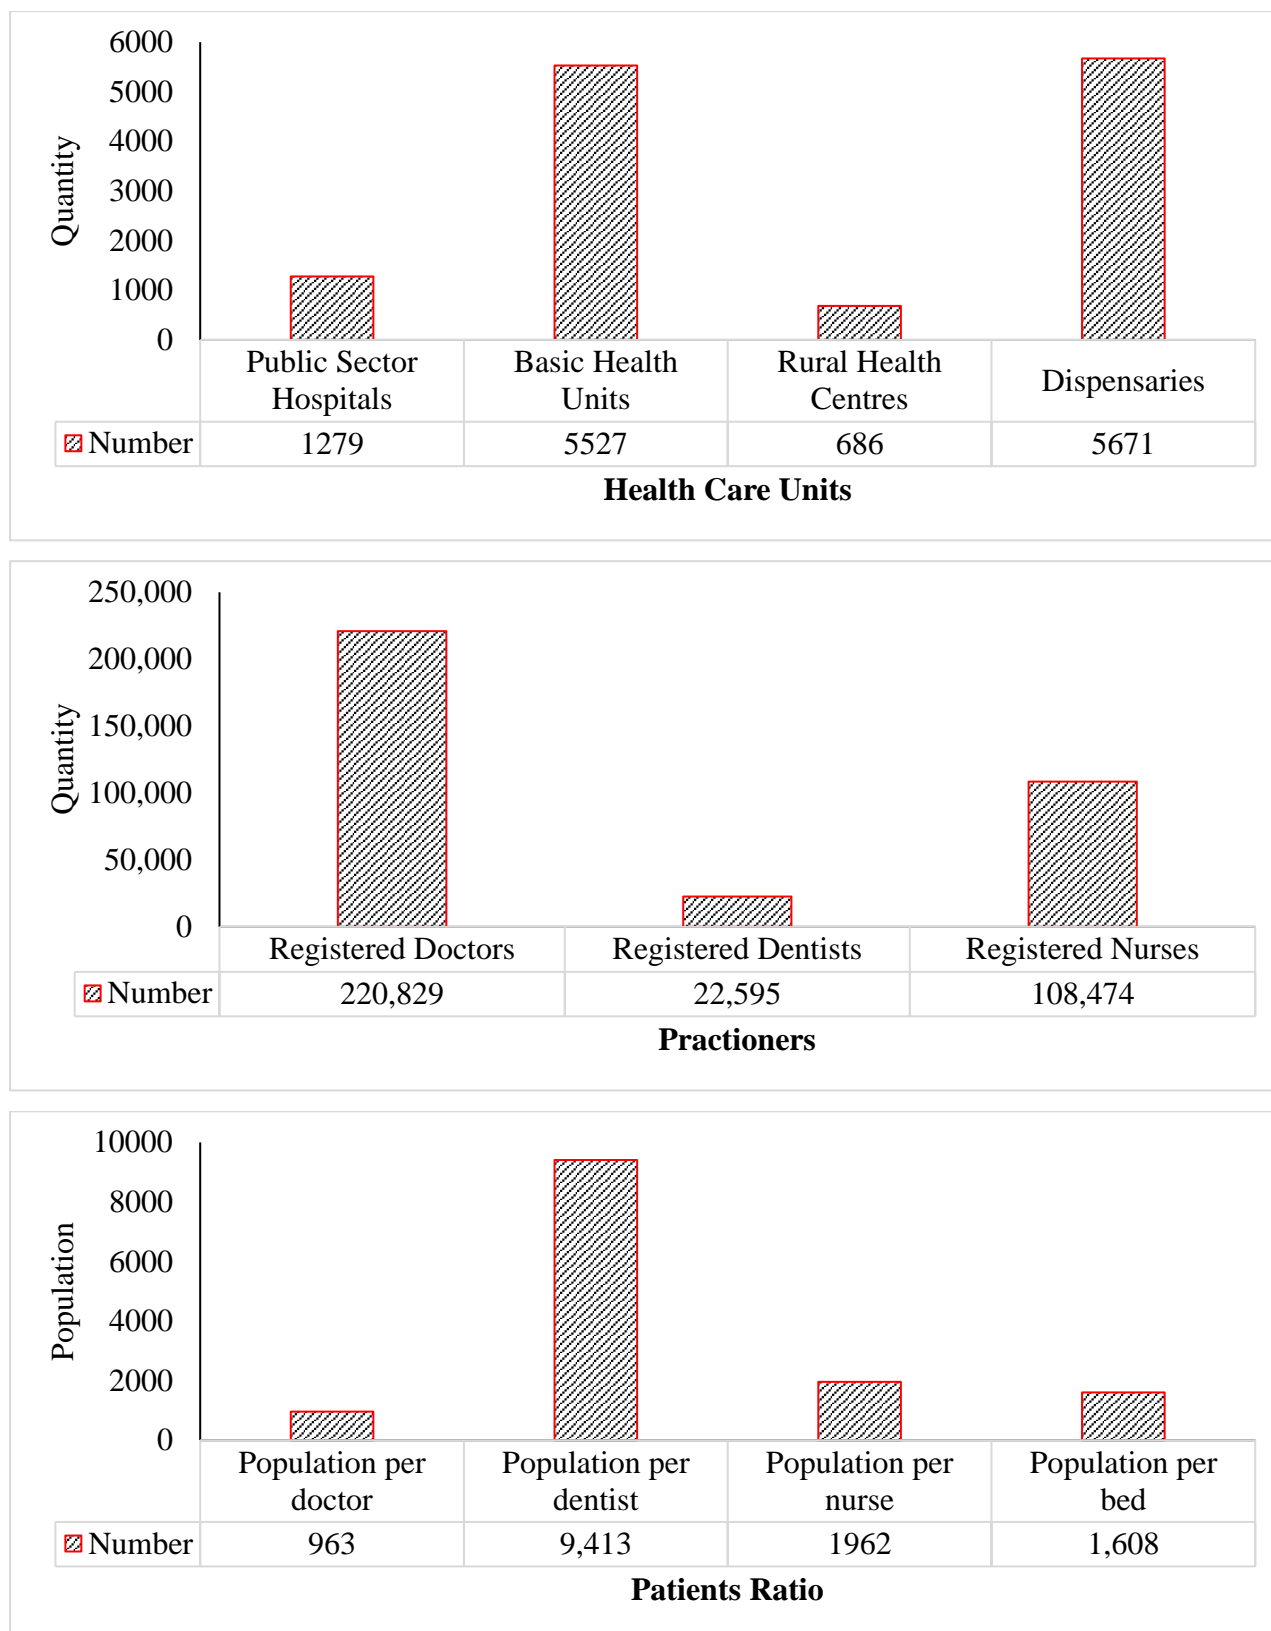 6000
5000
4000
3000
2000
1000
0
Quantity
Public Sector Hospitals
Basic Health Units
Rural Health Centres
Dispensaries
Number 1279 5527 686 5671
Health Care Units
250,000
200,000
150,000
100,000
50,000
0
Quantity
Registered Doctors Registered Dentists Registered Nurses
Number 220,829 22,595 108,474
Practioners
10000
8000
6000
4000
2000
0
Population
Population per doctor
Population per dentist
Population per nurse
Population per bed
Number 963 9,413 1962 1,608
Patients Ratio